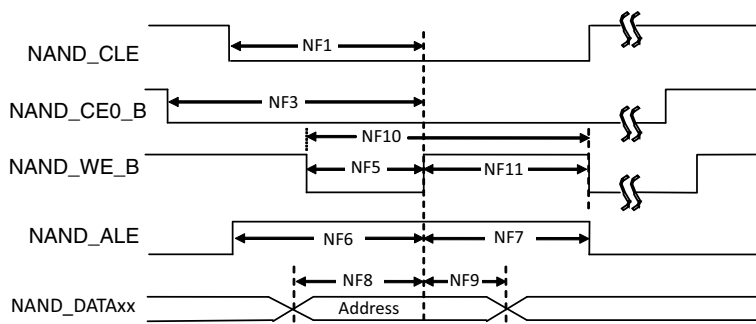 NAND_CLE
NF1
NAND_CE0_B
NF3
NF10
NAND_WE_B
NF5
NF11
NAND_ALE
NF6
NF7
NF8
NF9
NAND_DATAxx
Address